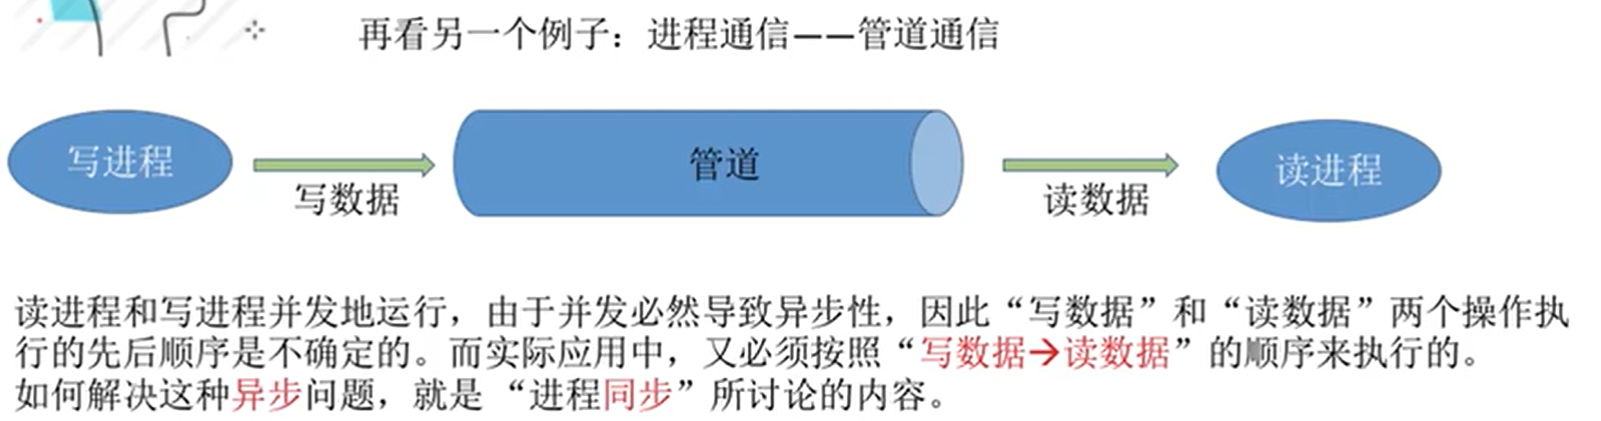 再看另一个例子：进程通信——管道通信
写进程
写数据
管道
读数据
读进程
读进程和写进程并发地运行，由于并发必然导致异步性，因此“写数据”和“读数据”两个操作执
行的先后顺序是不确定的。而实际应用中，又必须按照“写数据→读数据”的顺序来执行的。
如何解决这种异步问题，就是 “进程同步”所讨论的内容。